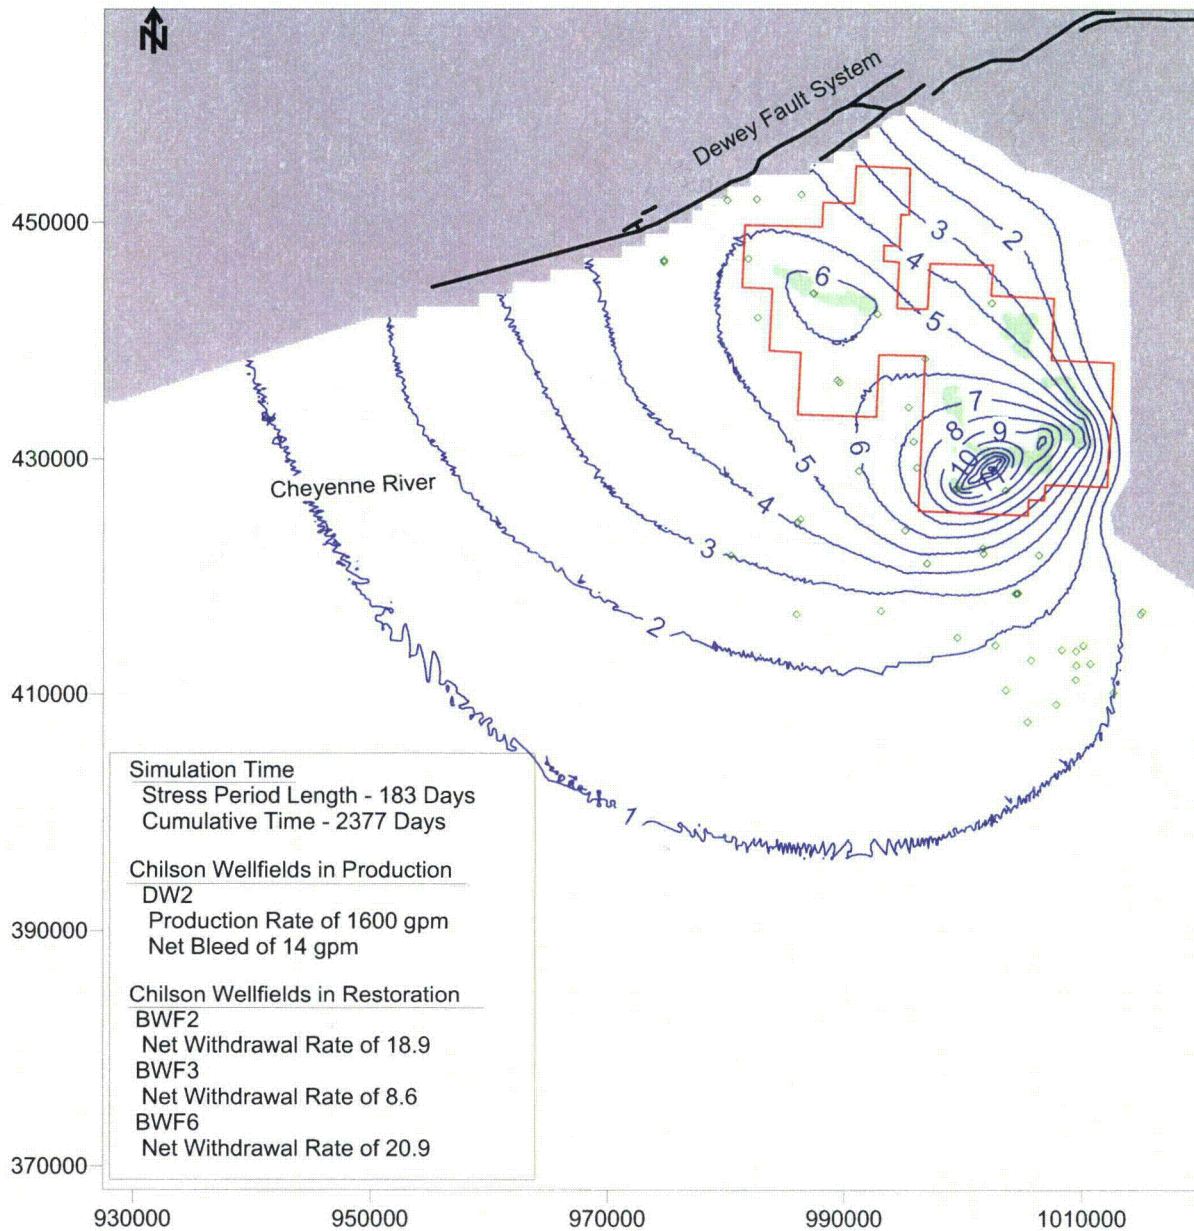 N
Dewey Fault System
450000
430000
410000
390000
370000
2
3
4
5
6
7
8
9
10
11
6
5
4
3
2
1
Cheyenne River
Simulation Time
Stress Period Length - 183 Days
Cumulative Time - 2377 Days
Chilson Wellfields in Production
DW2
Production Rate of 1600 gpm
Net Bleed of 14 gpm
Chilson Wellfields in Restoration
BWF2
Net Withdrawal Rate of 18.9
BWF3
Net Withdrawal Rate of 8.6
BWF6
Net Withdrawal Rate of 20.9
930000 950000 970000 990000 1010000